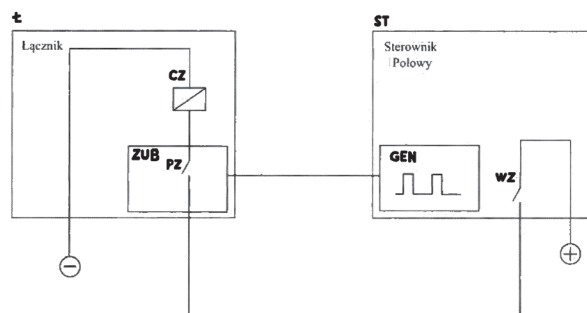 Ł
Łącznik
CZ
ZUB
PZ
ST
Sterownik
Polowy
GEN
WZ